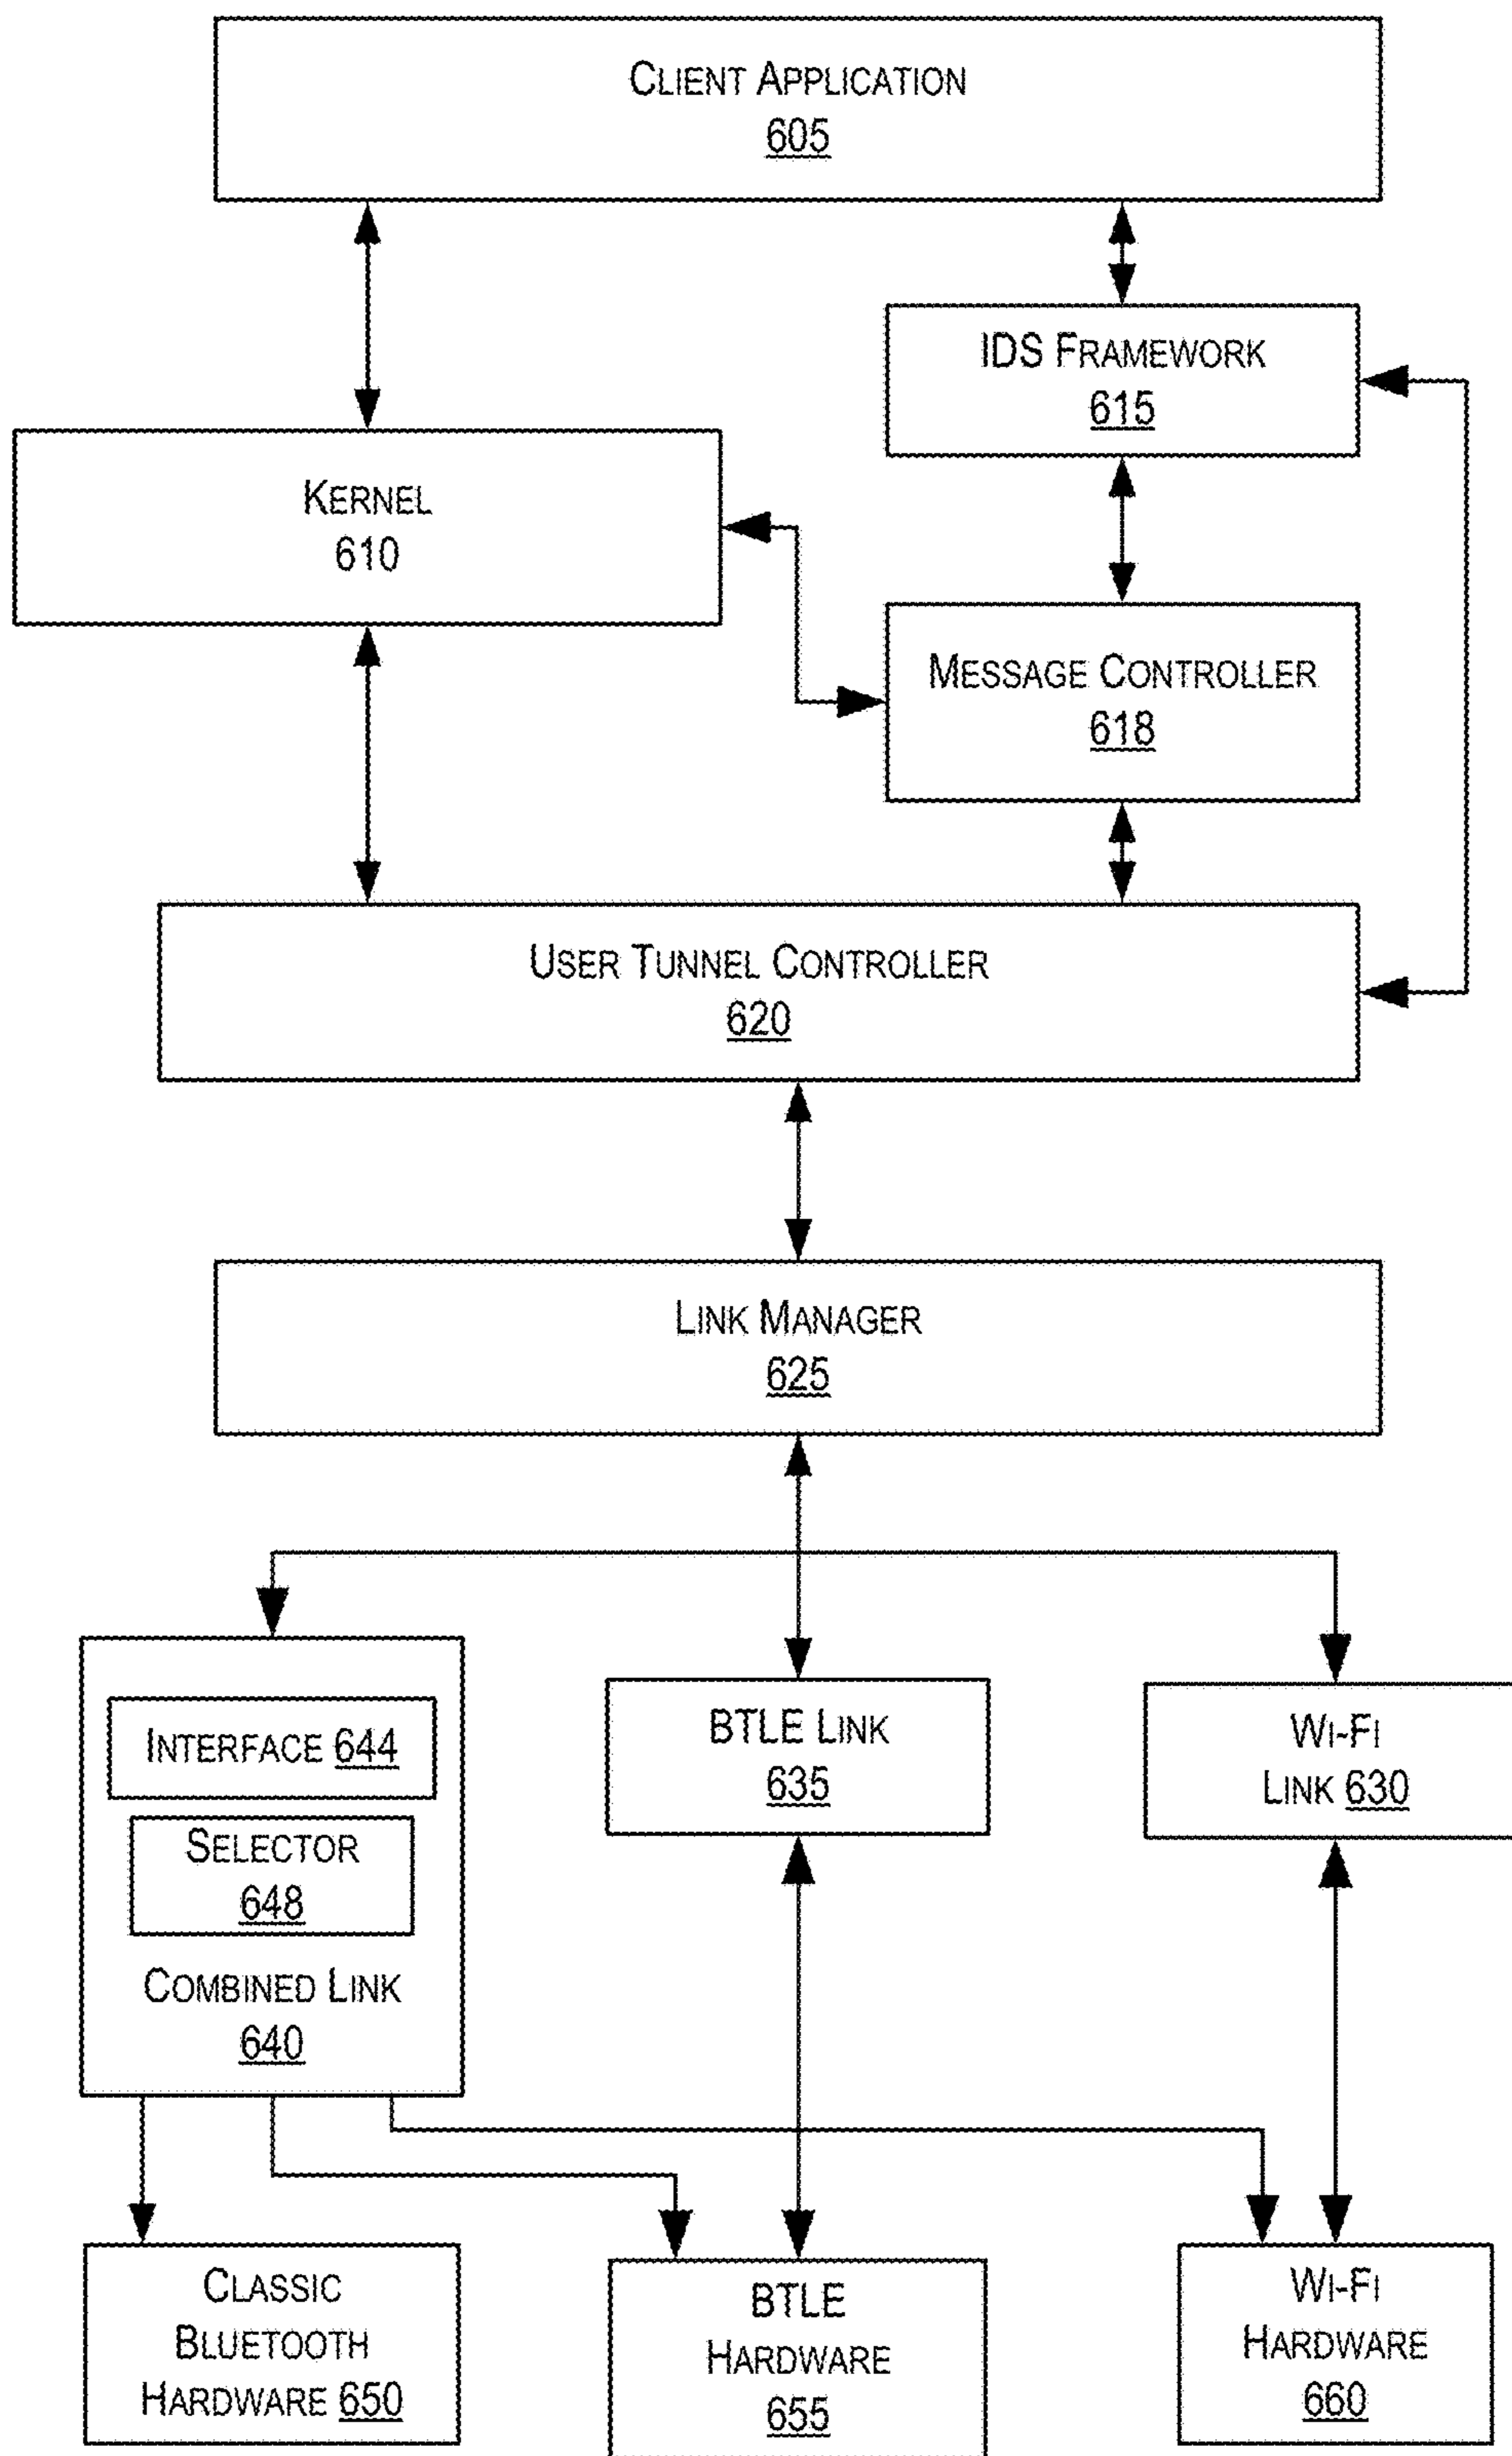 CLIENT APPLICATION
605
IDS FRAMEWORK
615
KERNEL
610
MESSAGE CONTROLLER
618
USER TUNNEL CONTROLLER
620
LINK MANAGER
625
INTERFACE 644
SELECTOR
648
COMBINED LINK
640
BTLE LINK
635
WI-FI
LINK 630
CLASSIC
BLUETOOTH
HARDWARE 650
BTLE
HARDWARE
655
WI-FI
HARDWARE
660